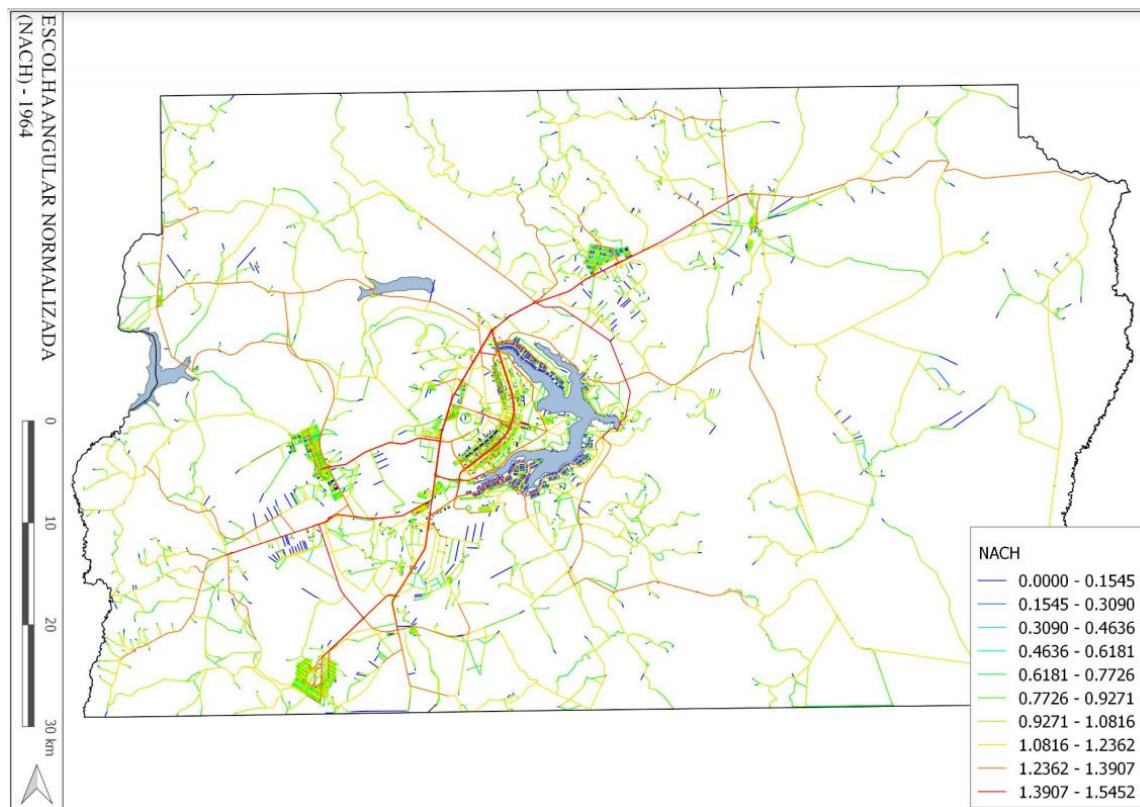 ESCOLHA ANGULAR NORMALIZADA
(NACH) - 1964
0
10
20
30 km
NACH
0.0000 - 0.1545
0.1545 - 0.3090
0.3090 - 0.4636
0.4636 - 0.6181
0.6181 - 0.7726
0.7726 - 0.9271
0.9271 - 1.0816
1.0816 - 1.2362
1.2362 - 1.3907
1.3907 - 1.5452